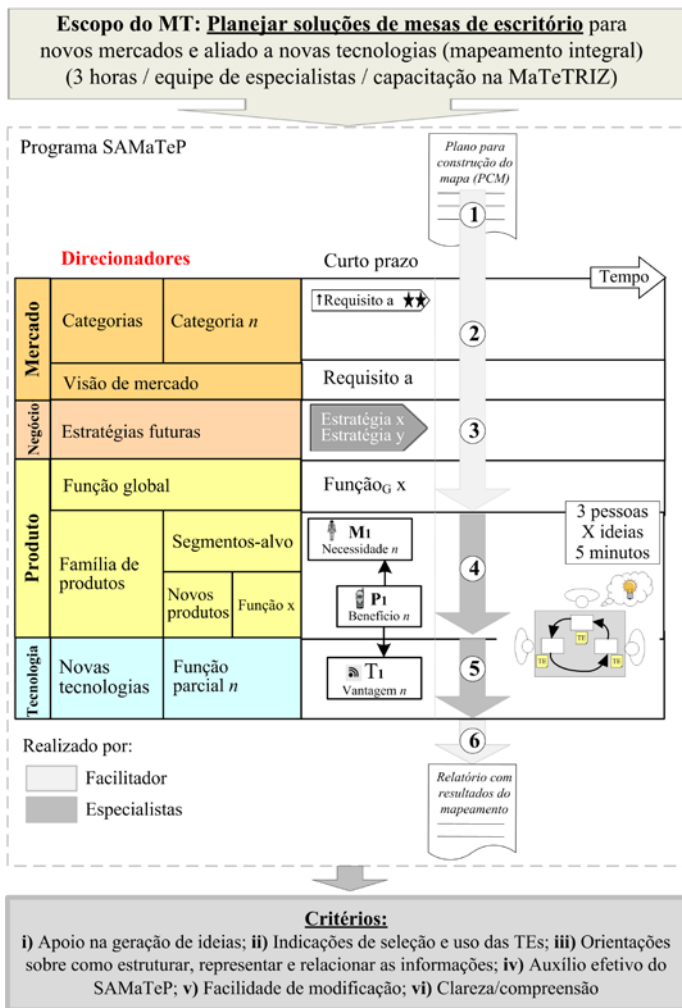 Escopo do MT: Planejar soluções de mesas de escritório para
novos mercados e aliado a novas tecnologias (mapeamento integral)
(3 horas / equipe de especialistas / capacitação na MaTeTRIZ)
Programa SAMaTeP
Plano para
construção do
mapa (PCM)
1
Direcionadores
Curto prazo
Tempo
Mercado
Categorias
Categoria n
↑Requisito a ★★
2
Visão de mercado
Requisito a
Negócio
Estratégias futuras
Estratégia x
Estratégia y
3
Produto
Função global
FunçãoG x
Família de
produtos
Segmentos-alvo
Novos
produtos
Função x
M1
Necessidade n
P1
Benefício n
4
3 pessoas
X ideias
5 minutos
TE
TE
TE
Tecnologia
Novas
tecnologias
Função
parcial n
T1
Vantagem n
5
6
Realizado por:
Facilitador
Especialistas
Relatório com
resultados do
mapeamento
Critérios:
i) Apoio na geração de ideias; ii) Indicações de seleção e uso das TEs; iii) Orientações
sobre como estruturar, representar e relacionar as informações; iv) Auxílio efetivo do
SAMaTeP; v) Facilidade de modificação; vi) Clareza/compreensão